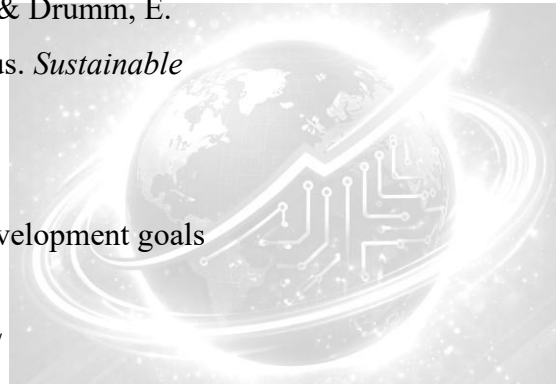 & Drumm, E.
us. Sustainable
velopment goals